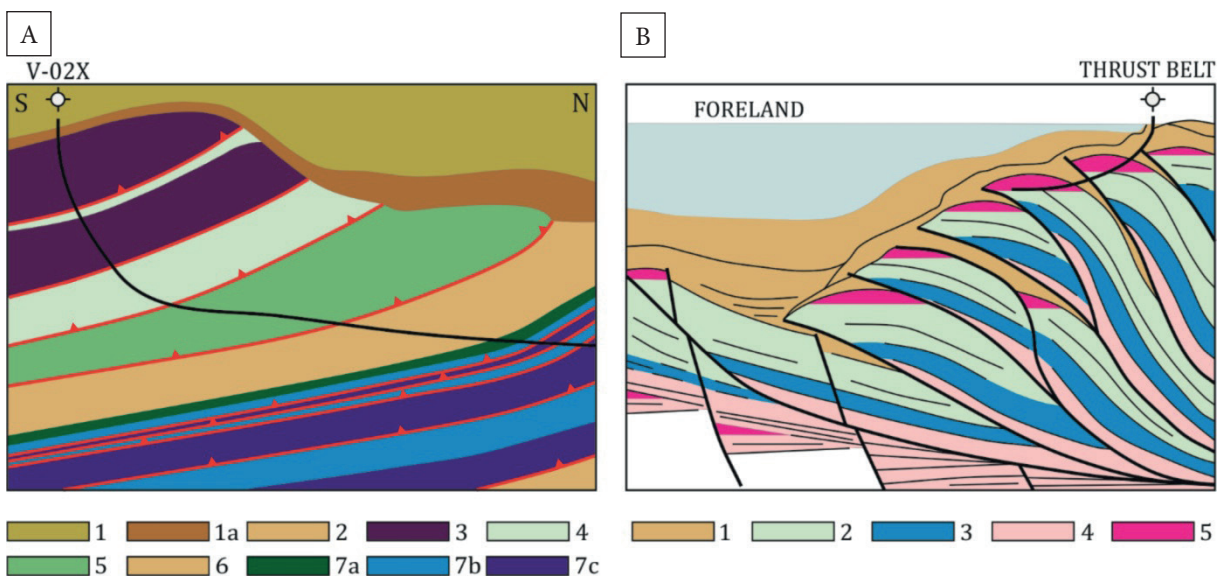 A
V-02X
S N
1 1a 2 3 4
5 6 7a 7b 7c
B
THRUST BELT
FORELAND
1 2 3 4 5